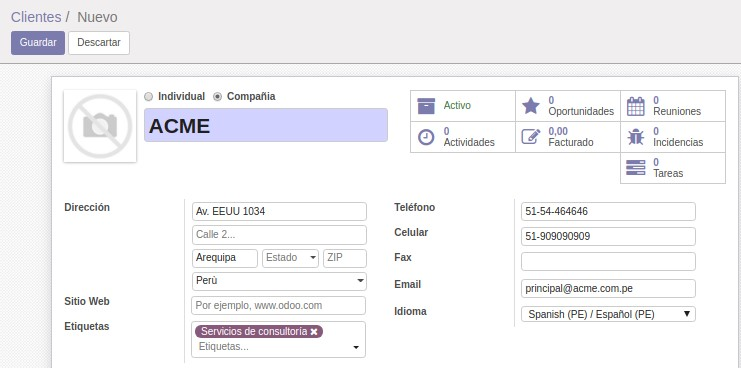 Clientes / Nuevo
Guardar Descartar
Individual Compañia
ACME
Activo
0 Oportunidades
0 Reuniones
0 Actividades
0,00 Facturado
0 Incidencias
0 Tareas
Dirección
Av. EEUU 1034
Calle 2...
Arequipa Estado ZIP
Perù
Sitio Web
Por ejemplo, www.odoo.com
Etiquetas
Servicios de consultoría ✖
Etiquetas...
Teléfono 51-54-464646
Celular 51-909090909
Fax
Email principal@acme.com.pe
Idioma Spanish (PE) / Español (PE)